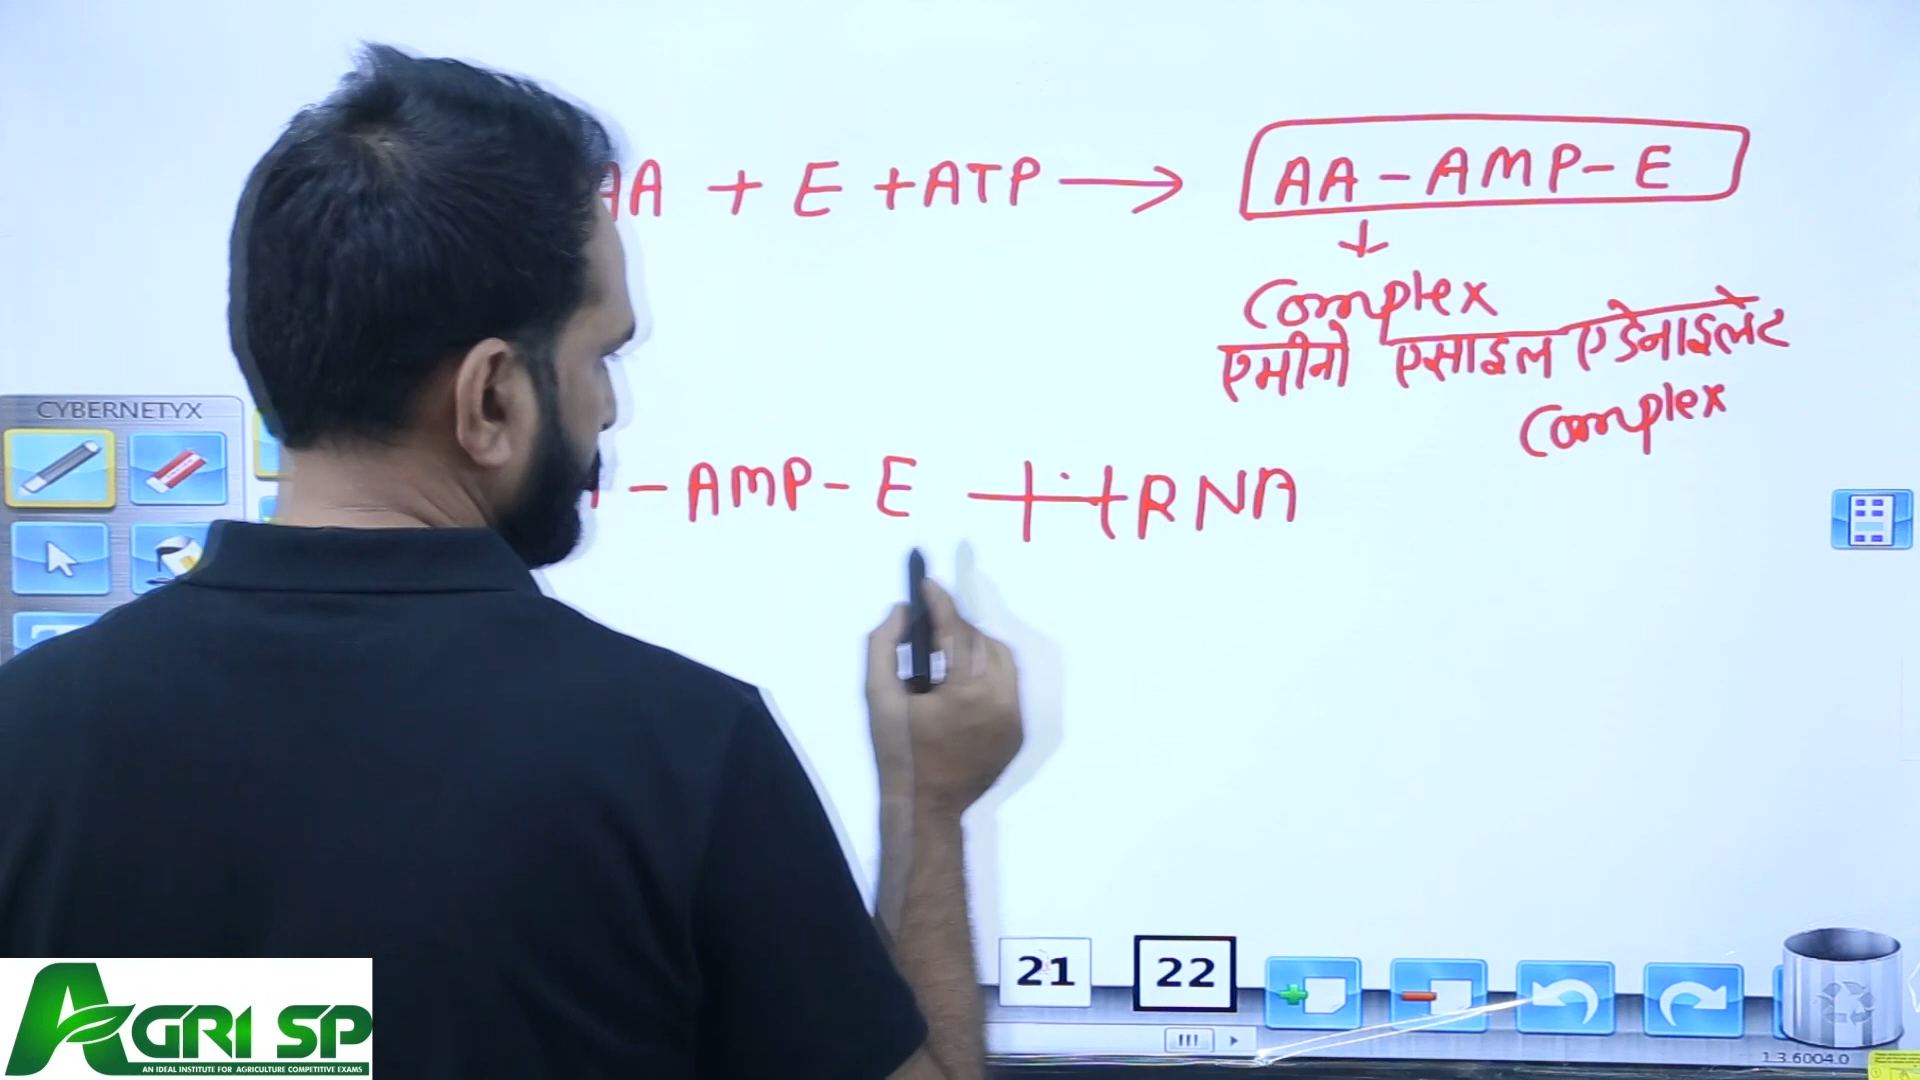 AA + E + ATP → AA - AMP - E
↓
Complex
एमीनो एसाइल एडेनाइलेट
Complex
- AMP - E + tRNA
CYBERNETYX
21 22
1.3.6004.0
AGRI SP
AN IDEAL INSTITUTE FOR AGRICULTURE COMPETITIVE EXAMS